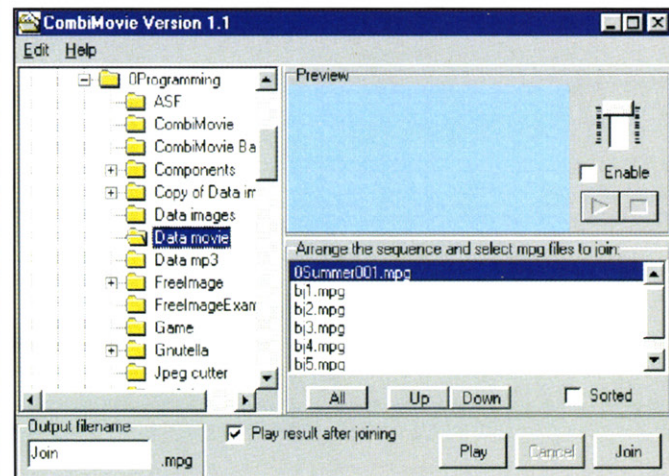 CombiMovie Version 1.1
Edit Help
0Programming
ASF
CombiMovie
CombiMovie Ba
Components
Copy of Data im
Data images
Data movie
Data mp3
FreeImage
FreeImageExam
Game
Gnutella
Jpeg cutter
Preview
Enable
Arrange the sequence and select mpg files to join:
0Summer001.mpg
bj1.mpg
bj2.mpg
bj3.mpg
bj4.mpg
bj5.mpg
All Up Down Sorted
Output filename
Join .mpg
Play result after joining
Play Cancel Join